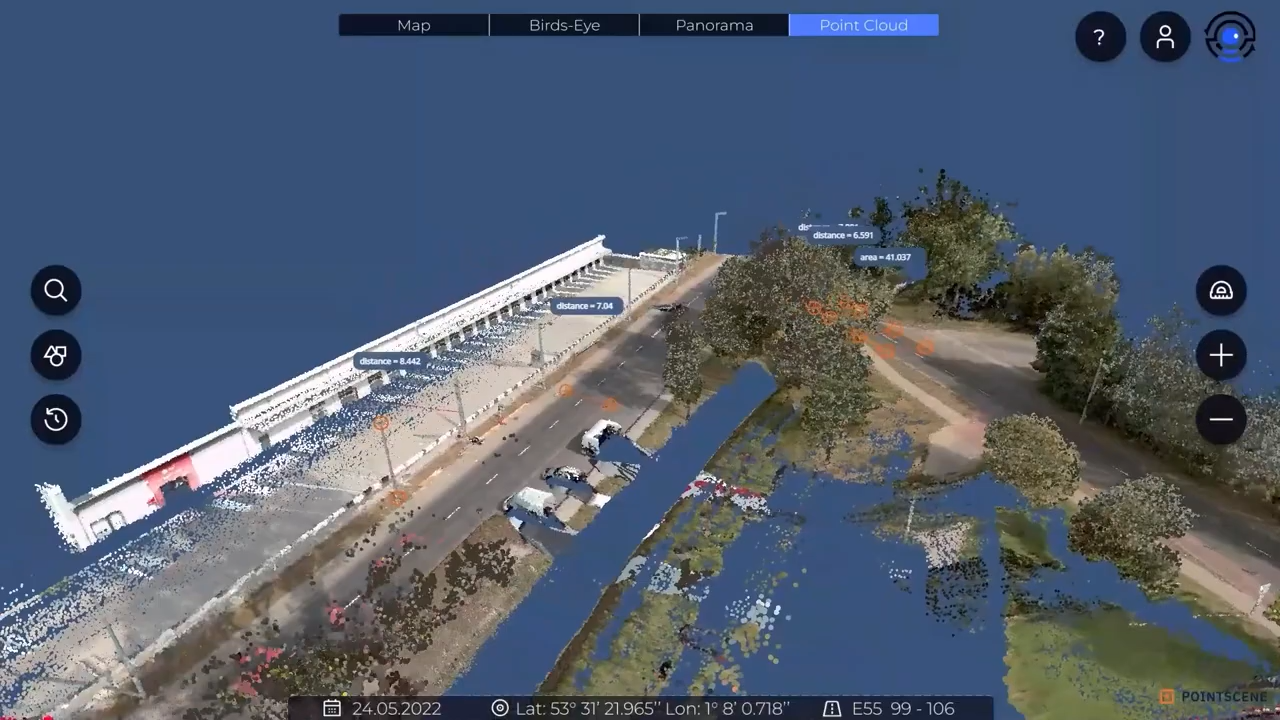 Map
Birds-Eye
Panorama
Point Cloud
?
distance = 6.591
area = 41.037
distance = 7.04
distance = 8.442
POINTSCENE
24.05.2022
Lat: 53° 31’ 21.965’’ Lon: 1° 8’ 0.718’’
E55 99 - 106